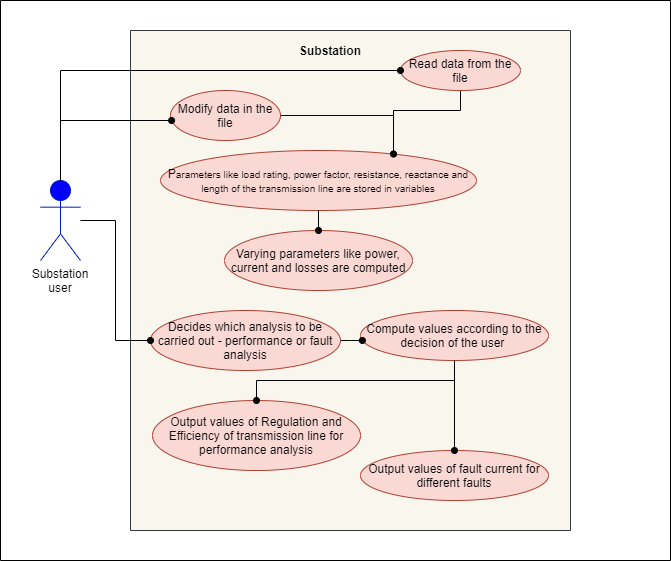 Substation
Read data from the
file
Modify data in the
file
Parameters like load rating, power factor, resistance, reactance and
length of the transmission line are stored in variables
Varying parameters like power,
current and losses are computed
Substation
user
Decides which analysis to be
carried out - performance or fault
analysis
Compute values according to the
decision of the user
Output values of Regulation and
Efficiency of transmission line for
performance analysis
Output values of fault current for
different faults